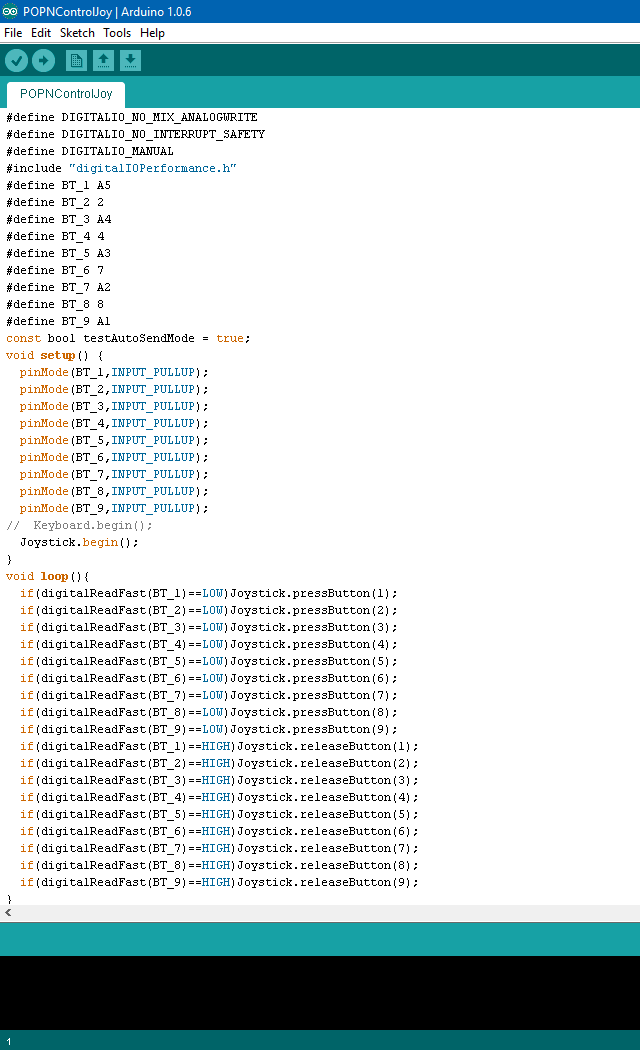 POPNControlJoy | Arduino 1.0.6
File Edit Sketch Tools Help
POPNControlJoy
#define DIGITALIO_NO_MIX_ANALOGWRITE
#define DIGITALIO_NO_INTERRUPT_SAFETY
#define DIGITALIO_MANUAL
#include "digitalIOPerformance.h"
#define BT_1 A5
#define BT_2 2
#define BT_3 A4
#define BT_4 4
#define BT_5 A3
#define BT_6 7
#define BT_7 A2
#define BT_8 8
#define BT_9 A1
const bool testAutoSendMode = true;
void setup() {
  pinMode(BT_1,INPUT_PULLUP);
  pinMode(BT_2,INPUT_PULLUP);
  pinMode(BT_3,INPUT_PULLUP);
  pinMode(BT_4,INPUT_PULLUP);
  pinMode(BT_5,INPUT_PULLUP);
  pinMode(BT_6,INPUT_PULLUP);
  pinMode(BT_7,INPUT_PULLUP);
  pinMode(BT_8,INPUT_PULLUP);
  pinMode(BT_9,INPUT_PULLUP);
//  Keyboard.begin();
  Joystick.begin();
}
void loop(){
  if(digitalReadFast(BT_1)==LOW)Joystick.pressButton(1);
  if(digitalReadFast(BT_2)==LOW)Joystick.pressButton(2);
  if(digitalReadFast(BT_3)==LOW)Joystick.pressButton(3);
  if(digitalReadFast(BT_4)==LOW)Joystick.pressButton(4);
  if(digitalReadFast(BT_5)==LOW)Joystick.pressButton(5);
  if(digitalReadFast(BT_6)==LOW)Joystick.pressButton(6);
  if(digitalReadFast(BT_7)==LOW)Joystick.pressButton(7);
  if(digitalReadFast(BT_8)==LOW)Joystick.pressButton(8);
  if(digitalReadFast(BT_9)==LOW)Joystick.pressButton(9);
  if(digitalReadFast(BT_1)==HIGH)Joystick.releaseButton(1);
  if(digitalReadFast(BT_2)==HIGH)Joystick.releaseButton(2);
  if(digitalReadFast(BT_3)==HIGH)Joystick.releaseButton(3);
  if(digitalReadFast(BT_4)==HIGH)Joystick.releaseButton(4);
  if(digitalReadFast(BT_5)==HIGH)Joystick.releaseButton(5);
  if(digitalReadFast(BT_6)==HIGH)Joystick.releaseButton(6);
  if(digitalReadFast(BT_7)==HIGH)Joystick.releaseButton(7);
  if(digitalReadFast(BT_8)==HIGH)Joystick.releaseButton(8);
  if(digitalReadFast(BT_9)==HIGH)Joystick.releaseButton(9);
}
1